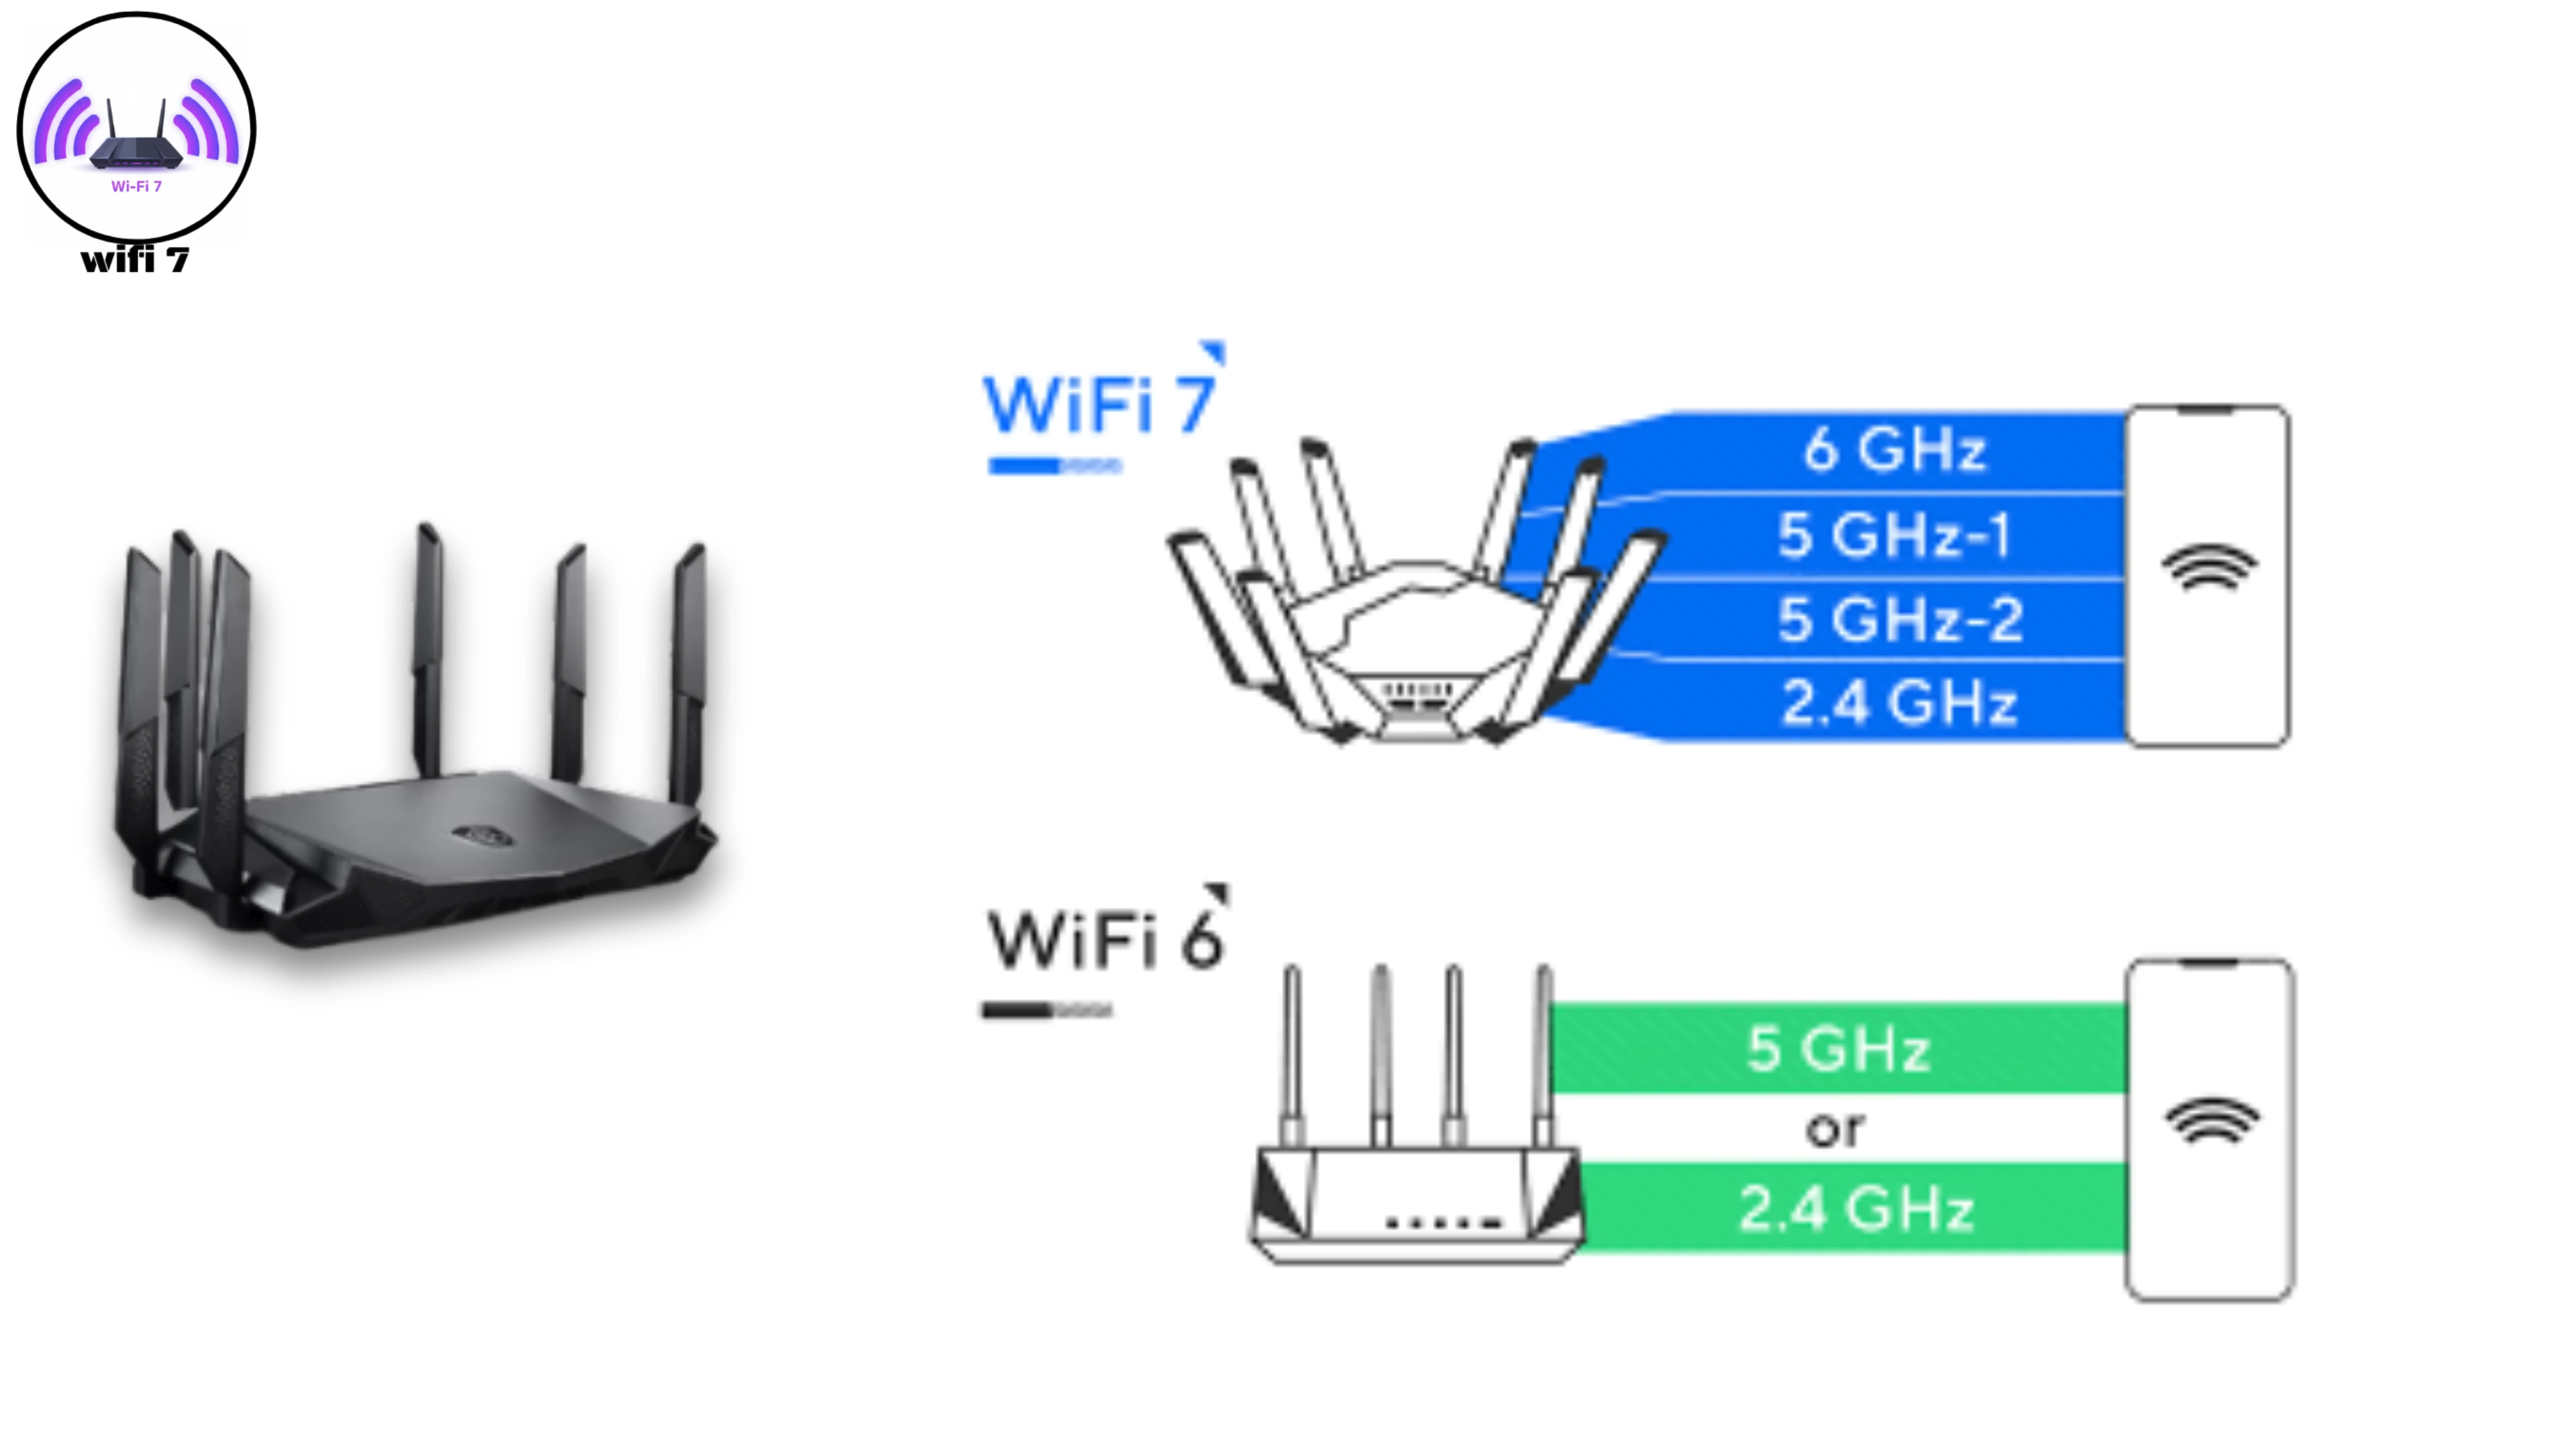 Wi-Fi 7
wifi 7
WiFi 7
6 GHz
5 GHz-1
5 GHz-2
2.4 GHz
WiFi 6
5 GHz
or
2.4 GHz